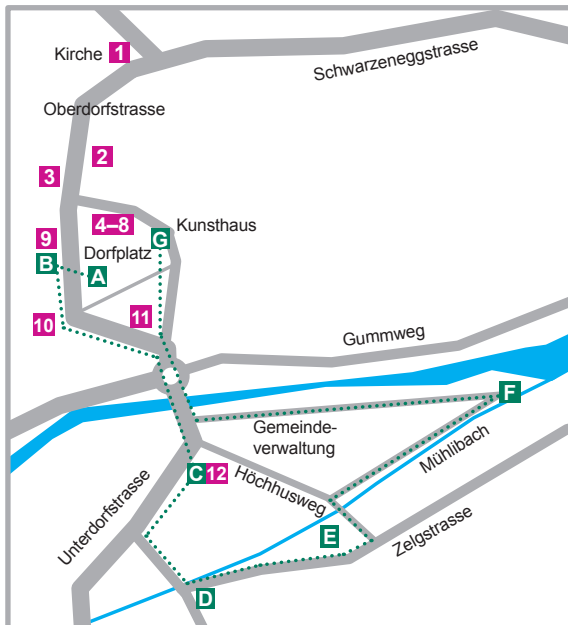 Kirche 1
Schwarzeneggstrasse
Oberdorfstrasse
2
3
4–8
Kunsthaus
9
G
Dorfplatz
B
A
10
11
Gummweg
F
Gemeinde-
verwaltung
Mühlibach
C 12
Höchhusweg
Unterdorfstrasse
E
Zelgstrasse
D